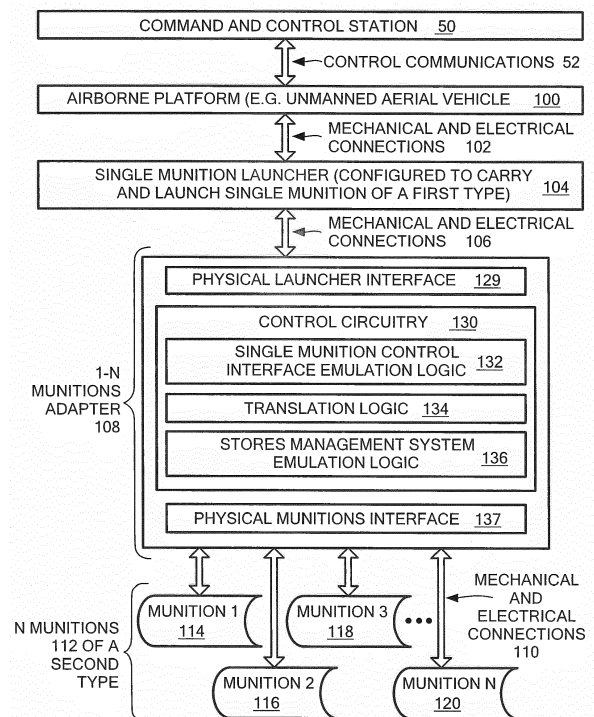 COMMAND AND CONTROL STATION 50
CONTROL COMMUNICATIONS 52
AIRBORNE PLATFORM (E.G. UNMANNED AERIAL VEHICLE 100
MECHANICAL AND ELECTRICAL
CONNECTIONS 102
SINGLE MUNITION LAUNCHER (CONFIGURED TO CARRY
AND LAUNCH SINGLE MUNITION OF A FIRST TYPE) 104
MECHANICAL AND ELECTRICAL
CONNECTIONS 106
PHYSICAL LAUNCHER INTERFACE 129
CONTROL CIRCUITRY 130
SINGLE MUNITION CONTROL
INTERFACE EMULATION LOGIC 132
1-N
MUNITIONS
ADAPTER
108
TRANSLATION LOGIC 134
STORES MANAGEMENT SYSTEM
EMULATION LOGIC 136
PHYSICAL MUNITIONS INTERFACE 137
MECHANICAL
AND
ELECTRICAL
CONNECTIONS
110
N MUNITIONS
112 OF A
SECOND
TYPE
MUNITION 1
114
MUNITION 3
118
MUNITION 2
116
MUNITION N
120